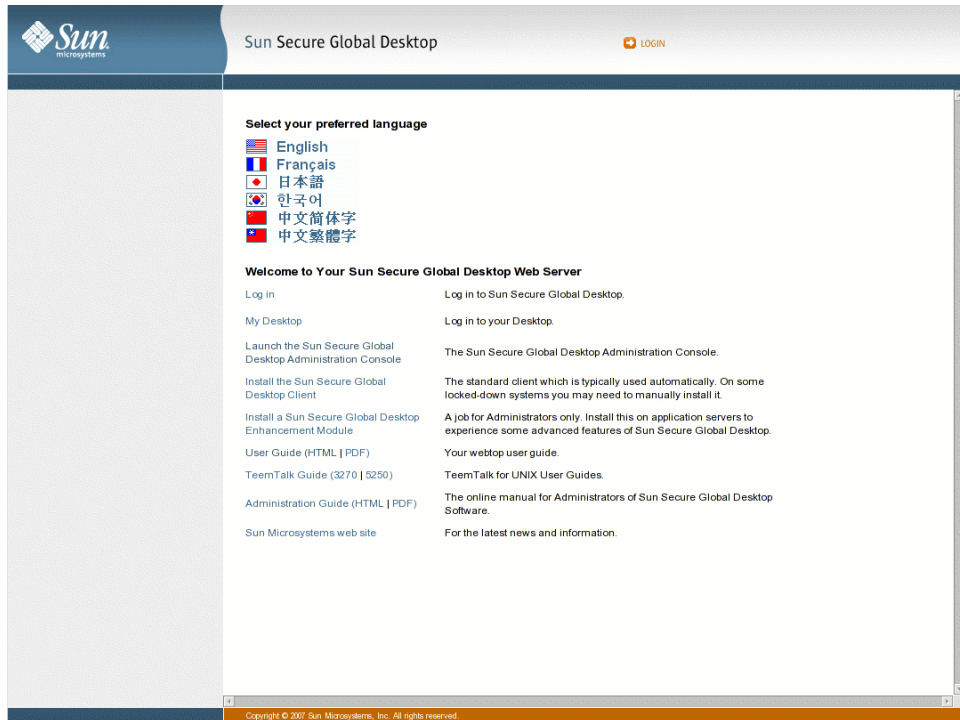 Sun
microsystems
Sun Secure Global Desktop
LOGIN
Select your preferred language
English
Français
日本語
한국어
中文简体字
中文繁體字
Welcome to Your Sun Secure Global Desktop Web Server
Log in
Log in to Sun Secure Global Desktop.
My Desktop
Log in to your Desktop.
Launch the Sun Secure Global
Desktop Administration Console
The Sun Secure Global Desktop Administration Console.
Install the Sun Secure Global
Desktop Client
The standard client which is typically used automatically. On some
locked-down systems you may need to manually install it.
Install a Sun Secure Global Desktop
Enhancement Module
A job for Administrators only. Install this on application servers to
experience some advanced features of Sun Secure Global Desktop.
User Guide (HTML | PDF)
Your webtop user guide.
TeemTalk Guide (3270 | 5250)
TeemTalk for UNIX User Guides.
Administration Guide (HTML | PDF)
The online manual for Administrators of Sun Secure Global Desktop
Software.
Sun Microsystems web site
For the latest news and information.
Copyright © 2007 Sun Microsystems, Inc. All rights reserved.